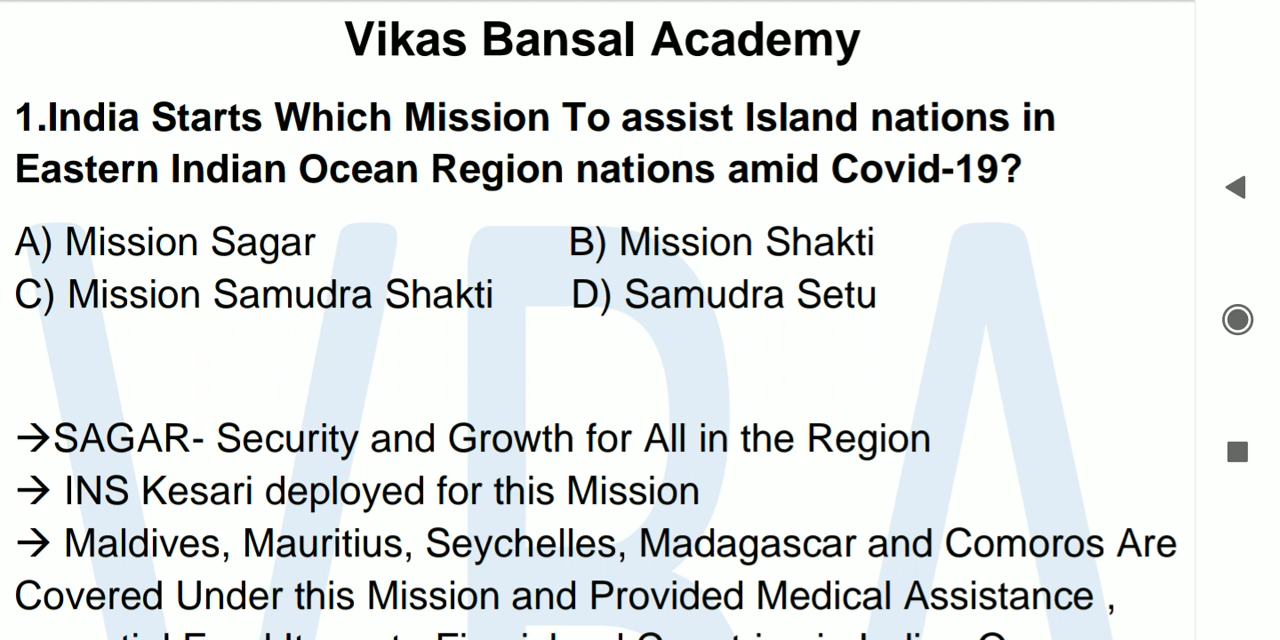 Vikas Bansal Academy
1.India Starts Which Mission To assist Island nations in
Eastern Indian Ocean Region nations amid Covid-19?
A) Mission Sagar B) Mission Shakti
C) Mission Samudra Shakti D) Samudra Setu
→SAGAR- Security and Growth for All in the Region
→ INS Kesari deployed for this Mission
→ Maldives, Mauritius, Seychelles, Madagascar and Comoros Are
Covered Under this Mission and Provided Medical Assistance ,